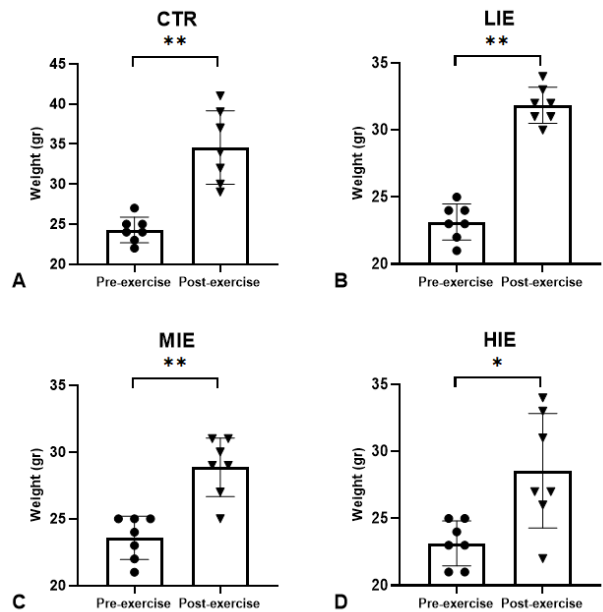 CTR
**
45
40
35
30
25
20
Weight (gr)
Pre-exercise Post-exercise
A
LIE
**
35
30
25
20
Weight (gr)
Pre-exercise Post-exercise
B
MIE
**
35
30
25
20
Weight (gr)
Pre-exercise Post-exercise
C
HIE
*
35
30
25
20
Weight (gr)
Pre-exercise Post-exercise
D